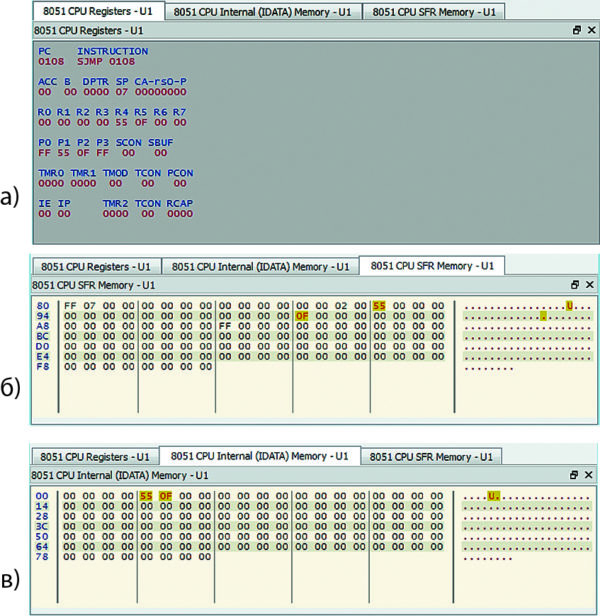 8051 CPU Registers - U1 8051 CPU Internal (IDATA) Memory - U1 8051 CPU SFR Memory - U1
8051 CPU Registers - U1
PC INSTRUCTION
0108 SJMP 0108
ACC B DPTR SP CA-rsO-P
00 00 0000 07 00000000
R0 R1 R2 R3 R4 R5 R6 R7
00 00 00 00 55 0F 00 00
P0 P1 P2 P3 SCON SBUF
FF 55 0F FF 00 00
TMR0 TMR1 TMOD TCON PCON
0000 0000 00 00 00
IE IP TMR2 TCON RCAP
00 00 0000 00 0000
а)
8051 CPU Registers - U1 8051 CPU Internal (IDATA) Memory - U1 8051 CPU SFR Memory - U1
8051 CPU SFR Memory - U1
80 FF 07 00 00 00 00 00 00 00 00 00 00 00 00 02 00 55 00 00 00 ................U...
94 00 00 00 00 00 00 00 00 00 00 00 00 0F 00 00 00 00 00 00 00 ....................
A8 00 00 00 00 00 00 00 00 FF 00 00 00 00 00 00 00 00 00 00 00 ....................
BC 00 00 00 00 00 00 00 00 00 00 00 00 00 00 00 00 00 00 00 00 ....................
D0 00 00 00 00 00 00 00 00 00 00 00 00 00 00 00 00 00 00 00 00 ....................
E4 00 00 00 00 00 00 00 00 00 00 00 00 00 00 00 00 00 00 00 00 ....................
F8 00 00 00 00 00 00 00 00 ........
б)
8051 CPU Registers - U1 8051 CPU Internal (IDATA) Memory - U1 8051 CPU SFR Memory - U1
8051 CPU Internal (IDATA) Memory - U1
00 00 00 00 00 55 0F 00 00 00 00 00 00 00 00 00 00 00 00 00 00 ....U...............
14 00 00 00 00 00 00 00 00 00 00 00 00 00 00 00 00 00 00 00 00 ....................
28 00 00 00 00 00 00 00 00 00 00 00 00 00 00 00 00 00 00 00 00 ....................
3C 00 00 00 00 00 00 00 00 00 00 00 00 00 00 00 00 00 00 00 00 ....................
50 00 00 00 00 00 00 00 00 00 00 00 00 00 00 00 00 00 00 00 00 ....................
64 00 00 00 00 00 00 00 00 00 00 00 00 00 00 00 00 00 00 00 00 ....................
78 00 00 00 00 00 00 00 00 ........
в)